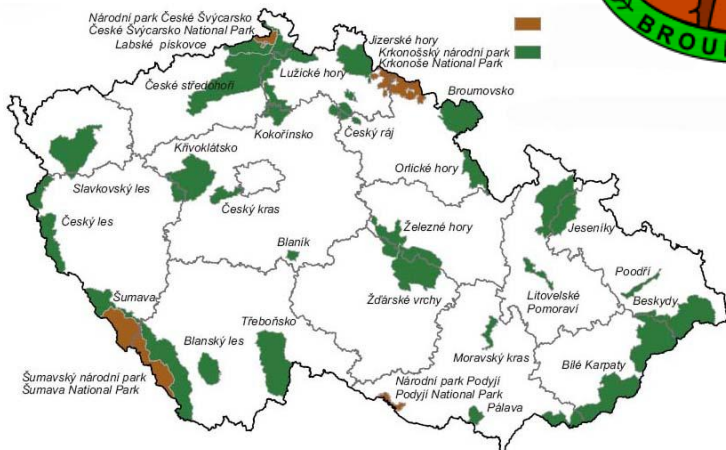 Národní park České Švýcarsko
České Švýcarsko National Park
Labské pískovce
Lužické hory
Jizerské hory
Krkonošský národní park
Krkonoše National Park
Broumovsko
České středohoří
Kokořínsko
Český ráj
Křivoklátsko
Orlické hory
Slavkovský les
Český kras
Český les
Železné hory
Jeseníky
Blaník
Poodří
Šumava
Žďárské vrchy
Litovelské
Pomoraví
Beskydy
Třeboňsko
Blanský les
Moravský kras
Bílé Karpaty
Šumavský národní park
Šumava National Park
Národní park Podyjí
Podyjí National Park
Pálava